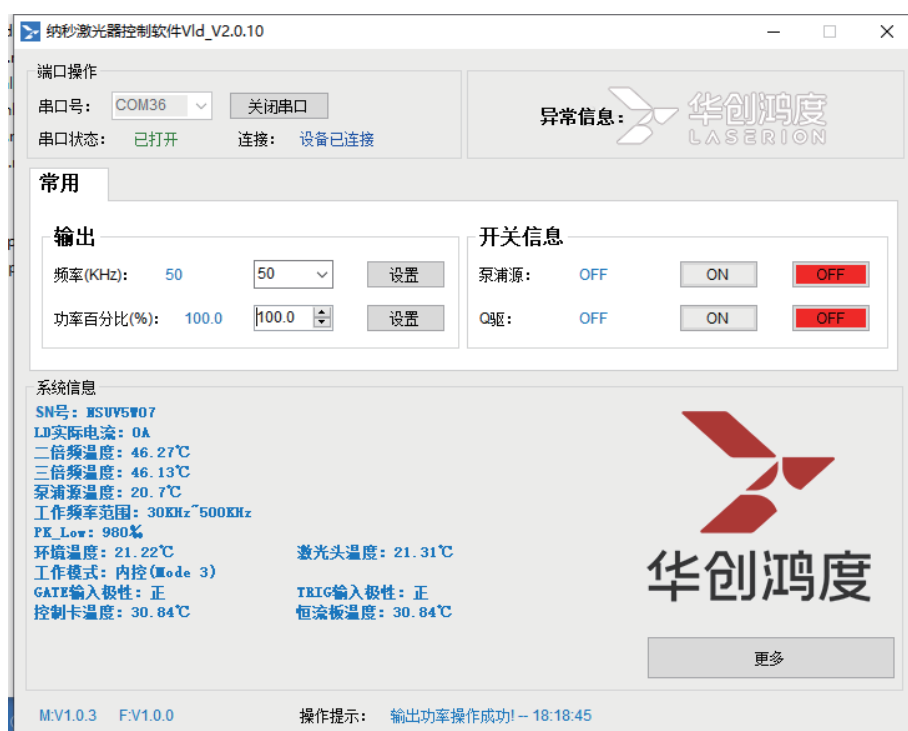 纳秒激光器控制软件Vld_V2.0.10
端口操作
串口号: COM36 关闭串口
串口状态: 已打开 连接: 设备已连接
异常信息:
华创鸿度
LASERION
常用
输出
频率(KHz): 50 50 设置
功率百分比(%): 100.0 100.0 设置
开关信息
泵浦源: OFF ON OFF
Q驱: OFF ON OFF
系统信息
SN号: NSUV5W07
LD实际电流: 0A
二倍频温度: 46.27℃
三倍频温度: 46.13℃
泵浦源温度: 20.7℃
工作频率范围: 30KHz~500KHz
PK_Low: 980‰
环境温度: 21.22℃ 激光头温度: 21.31℃
工作模式: 内控(Mode 3)
GATE输入极性: 正 TRIG输入极性: 正
控制卡温度: 30.84℃ 恒流板温度: 30.84℃
华创鸿度
更多
M:V1.0.3 F:V1.0.0 操作提示: 输出功率操作成功! -- 18:18:45